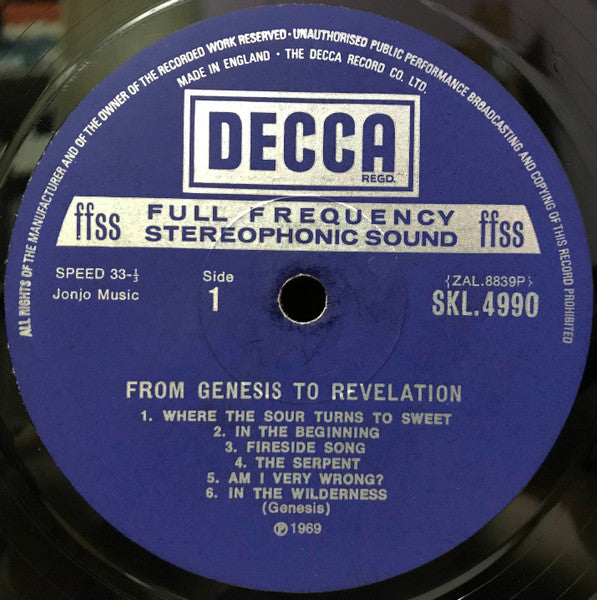 ALL RIGHTS OF THE MANUFACTURER AND OF THE OWNER OF THE RECORDED WORK RESERVED · UNAUTHORISED PUBLIC PERFORMANCE BROADCASTING AND COPYING OF THIS RECORD PROHIBITED
MADE IN ENGLAND · THE DECCA RECORD CO. LTD.
DECCA
REGD.
ffss FULL FREQUENCY STEREOPHONIC SOUND ffss
SPEED 33-⅓
Jonjo Music
Side
1
{ZAL.8839P}
SKL.4990
FROM GENESIS TO REVELATION
1. WHERE THE SOUR TURNS TO SWEET
2. IN THE BEGINNING
3. FIRESIDE SONG
4. THE SERPENT
5. AM I VERY WRONG?
6. IN THE WILDERNESS
(Genesis)
℗ 1969